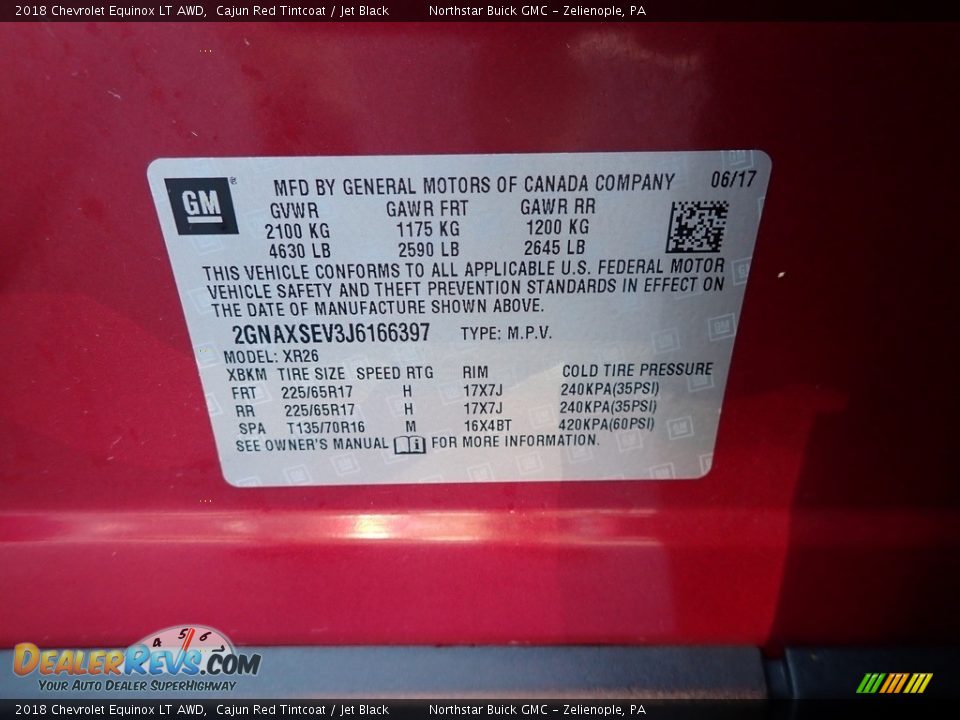 2018 Chevrolet Equinox LT AWD, Cajun Red Tintcoat / Jet Black Northstar Buick GMC - Zelienople, PA
GM ® MFD BY GENERAL MOTORS OF CANADA COMPANY 06/17
GVWR GAWR FRT GAWR RR
2100 KG 1175 KG 1200 KG
4630 LB 2590 LB 2645 LB
THIS VEHICLE CONFORMS TO ALL APPLICABLE U.S. FEDERAL MOTOR
VEHICLE SAFETY AND THEFT PREVENTION STANDARDS IN EFFECT ON
THE DATE OF MANUFACTURE SHOWN ABOVE.
2GNAXSEV3J6166397 TYPE: M.P.V.
MODEL: XR26
XBKM TIRE SIZE SPEED RTG RIM COLD TIRE PRESSURE
FRT 225/65R17 H 17X7J 240KPA(35PSI)
RR 225/65R17 H 17X7J 240KPA(35PSI)
SPA T135/70R16 M 16X4BT 420KPA(60PSI)
SEE OWNER'S MANUAL i FOR MORE INFORMATION.
4 5 6
DealerRevs.com
Your Auto Dealer SuperHighway
2018 Chevrolet Equinox LT AWD, Cajun Red Tintcoat / Jet Black Northstar Buick GMC - Zelienople, PA